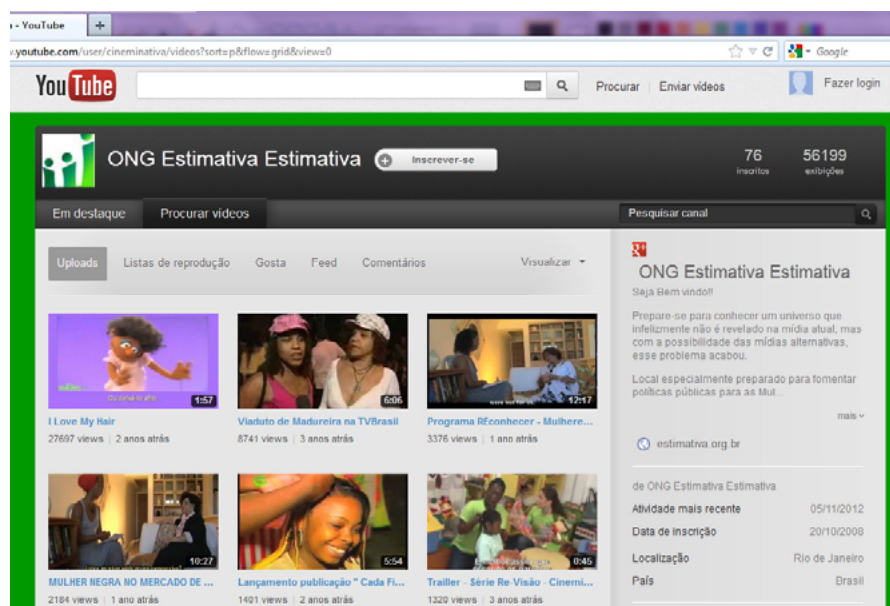 - YouTube
.youtube.com/user/cineminativa/videos?sort=p&flow=grid&view=0
Google
YouTube
Procurar | Enviar vídeos
Fazer login
ONG Estimativa Estimativa
Inscrever-se
76
inscritos
56199
exibições
Em destaque
Procurar vídeos
Pesquisar canal
Uploads
Listas de reprodução
Gosta
Feed
Comentários
Visualizar
1:57
I Love My Hair
27697 views | 2 anos atrás
6:06
Viaduto de Madureira na TVBrasil
8741 views | 3 anos atrás
12:17
Programa REconhecer - Mulhere...
3376 views | 1 ano atrás
10:27
MULHER NEGRA NO MERCADO DE ...
2184 views | 1 ano atrás
5:54
Lançamento publicação " Cada Fi...
1401 views | 2 anos atrás
0:45
Trailler - Série Re-Visão - Cinemi...
1320 views | 3 anos atrás
ONG Estimativa Estimativa
Seja Bem vindo!!
Prepare-se para conhecer um universo que
infelizmente não é revelado na mídia atual, mas
com a possibilidade das mídias alternativas,
esse problema acabou.
Local especialmente preparado para fomentar
políticas públicas para as Mul...
mais
estimativa.org.br
de ONG Estimativa Estimativa
Atividade mais recente 05/11/2012
Data de inscrição 20/10/2008
Localização Rio de Janeiro
País Brasil